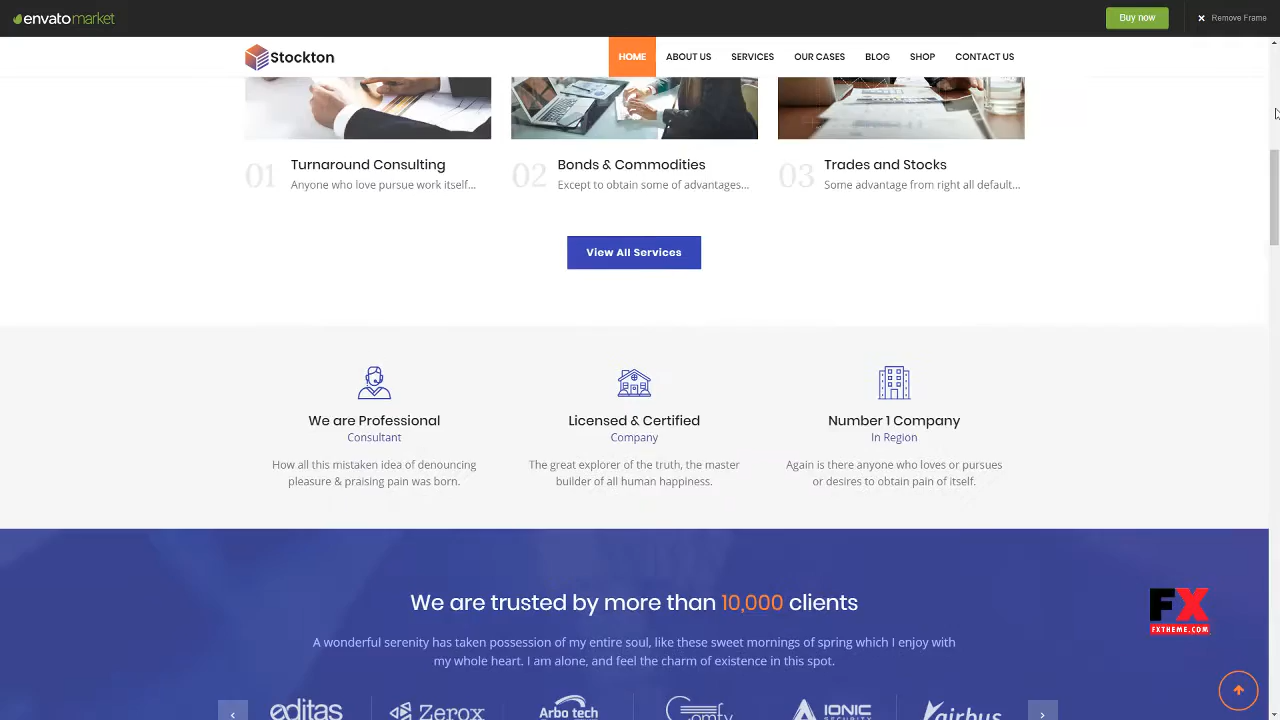 envatomarket
Buy now
Remove Frame
Stockton
HOME
ABOUT US
SERVICES
OUR CASES
BLOG
SHOP
CONTACT US
01
Turnaround Consulting
Anyone who love pursue work itself...
02
Bonds & Commodities
Except to obtain some of advantages...
03
Trades and Stocks
Some advantage from right all default...
View All Services
We are Professional
Consultant
How all this mistaken idea of denouncing
pleasure & praising pain was born.
Licensed & Certified
Company
The great explorer of the truth, the master
builder of all human happiness.
Number 1 Company
In Region
Again is there anyone who loves or pursues
or desires to obtain pain of itself.
We are trusted by more than 10,000 clients
A wonderful serenity has taken possession of my entire soul, like these sweet mornings of spring which I enjoy with
my whole heart. I am alone, and feel the charm of existence in this spot.
FX
FXTHEME.COM
editas
Zerox
Arbo tech
Comfy
IONIC
SECURITY
airbus